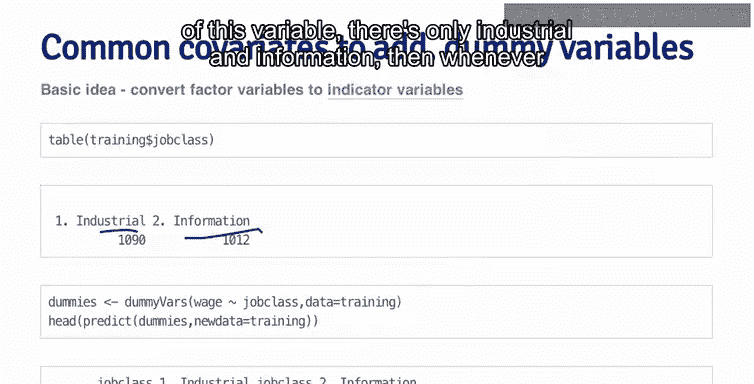 of this variable, there's only industrial
and information, then whenever
Common covariates to add, dummy variables
Basic idea - convert factor variables to indicator variables
table(training$jobclass)
1. Industrial 2. Information
1090 1012
dummies <- dummyVars(wage ~ jobclass,data=training)
head(predict(dummies,newdata=training))
jobclass.1. Industrial jobclass.2. Information